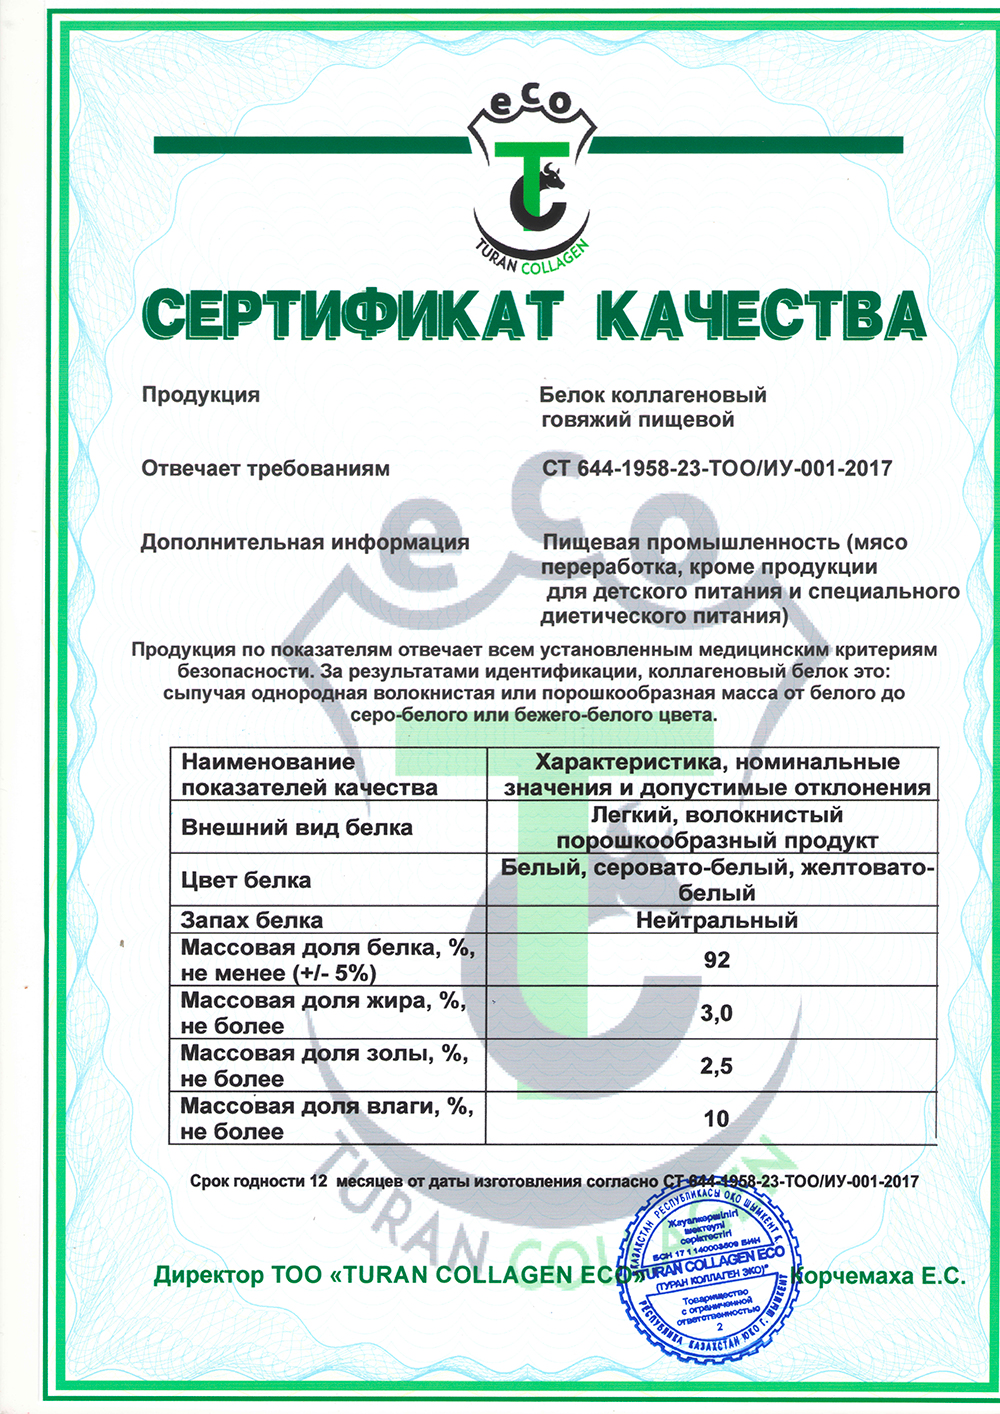 eco
TURAN COLLAGEN
СЕРТИФИКАТ КАЧЕСТВА
Продукция
Белок коллагеновый
говяжий пищевой
Отвечает требованиям
СТ 644-1958-23-ТОО/ИУ-001-2017
Дополнительная информация
Пищевая промышленность (мясо
переработка, кроме продукции
для детского питания и специального
диетического питания)
Продукция по показателям отвечает всем установленным медицинским критериям
безопасности. За результатами идентификации, коллагеновый белок это:
сыпучая однородная волокнистая или порошкообразная масса от белого до
серо-белого или бежего-белого цвета.
Наименование
показателей качества
Характеристика, номинальные
значения и допустимые отклонения
Внешний вид белка
Легкий, волокнистый
порошкообразный продукт
Цвет белка
Белый, серовато-белый, желтовато-
белый
Запах белка
Нейтральный
Массовая доля белка, %,
не менее (+/- 5%)
92
Массовая доля жира, %,
не более
3,0
Массовая доля золы, %,
не более
2,5
Массовая доля влаги, %,
не более
10
Срок годности 12 месяцев от даты изготовления согласно СТ 644-1958-23-ТОО/ИУ-001-2017
Директор ТОО «TURAN COLLAGEN ECO»
Корчемаха Е.С.
ҚАЗАҚСТАН РЕСПУБЛИКАСЫ ОҚО ШЫМКЕНТ Қ.
Жауапкершілігі
шектеулі
серіктестігі
БСН 171140003509 БИН
"TURAN COLLAGEN ECO
(ТУРАН КОЛЛАГЕН ЭКО)"
Товарищество
с ограниченной
ответственностью
2
РЕСПУБЛИКА КАЗАХСТАН ЮКО Г. ШЫМКЕНТ
eco
TURAN COLLAGEN